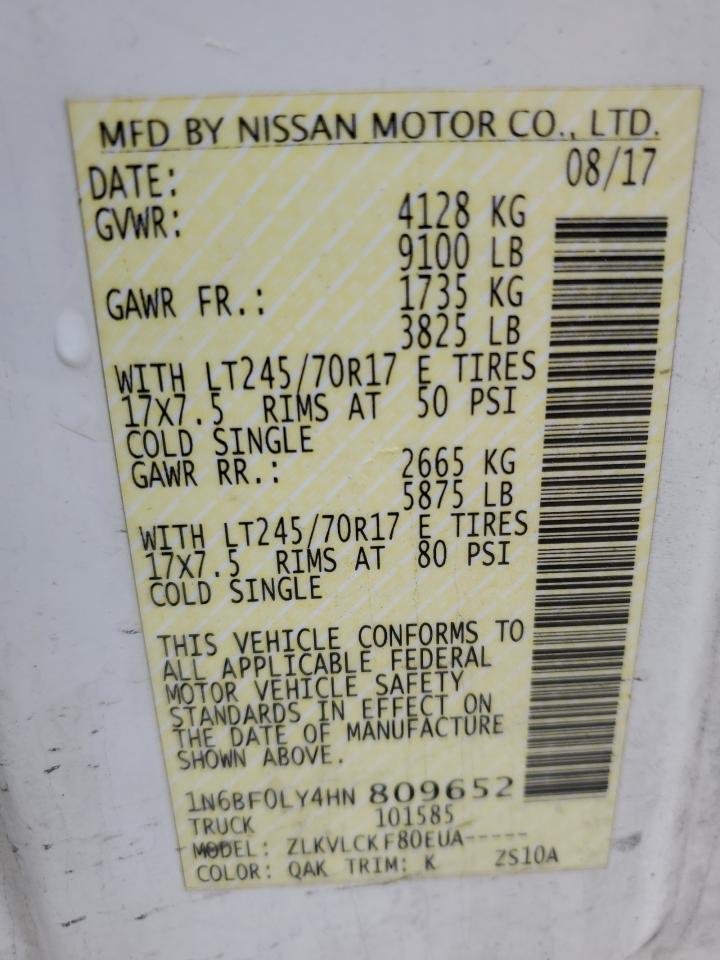 MFD BY NISSAN MOTOR CO., LTD.
DATE: 08/17
GVWR: 4128 KG
9100 LB
GAWR FR.: 1735 KG
3825 LB
WITH LT245/70R17 E TIRES
17X7.5 RIMS AT 50 PSI
COLD SINGLE
GAWR RR.: 2665 KG
5875 LB
WITH LT245/70R17 E TIRES
17X7.5 RIMS AT 80 PSI
COLD SINGLE
THIS VEHICLE CONFORMS TO
ALL APPLICABLE FEDERAL
MOTOR VEHICLE SAFETY
STANDARDS IN EFFECT ON
THE DATE OF MANUFACTURE
SHOWN ABOVE.
1N6BF0LY4HN 809652
TRUCK 101585
MODEL: ZLKVLCKF80EUA-----
COLOR: QAK TRIM: K ZS10A